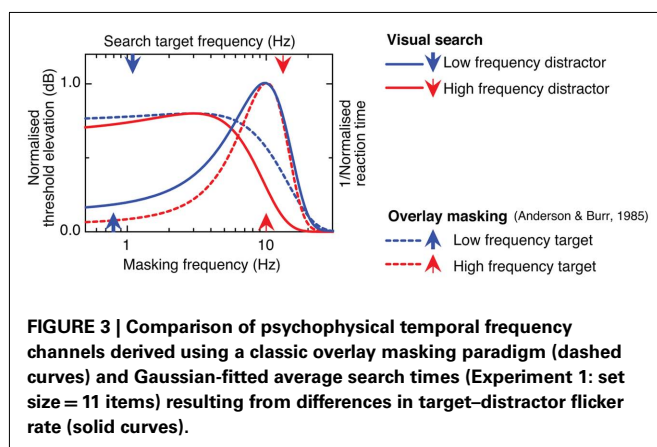 Search target frequency (Hz)
Normalised
threshold elevation (dB)
1.0
0.0
1
10
Masking frequency (Hz)
1/Normalised
reaction time
Visual search
Low frequency distractor
High frequency distractor
Overlay masking (Anderson & Burr, 1985)
Low frequency target
High frequency target
FIGURE 3 | Comparison of psychophysical temporal frequency
channels derived using a classic overlay masking paradigm (dashed
curves) and Gaussian-fitted average search times (Experiment 1: set
size = 11 items) resulting from differences in target–distractor flicker
rate (solid curves).